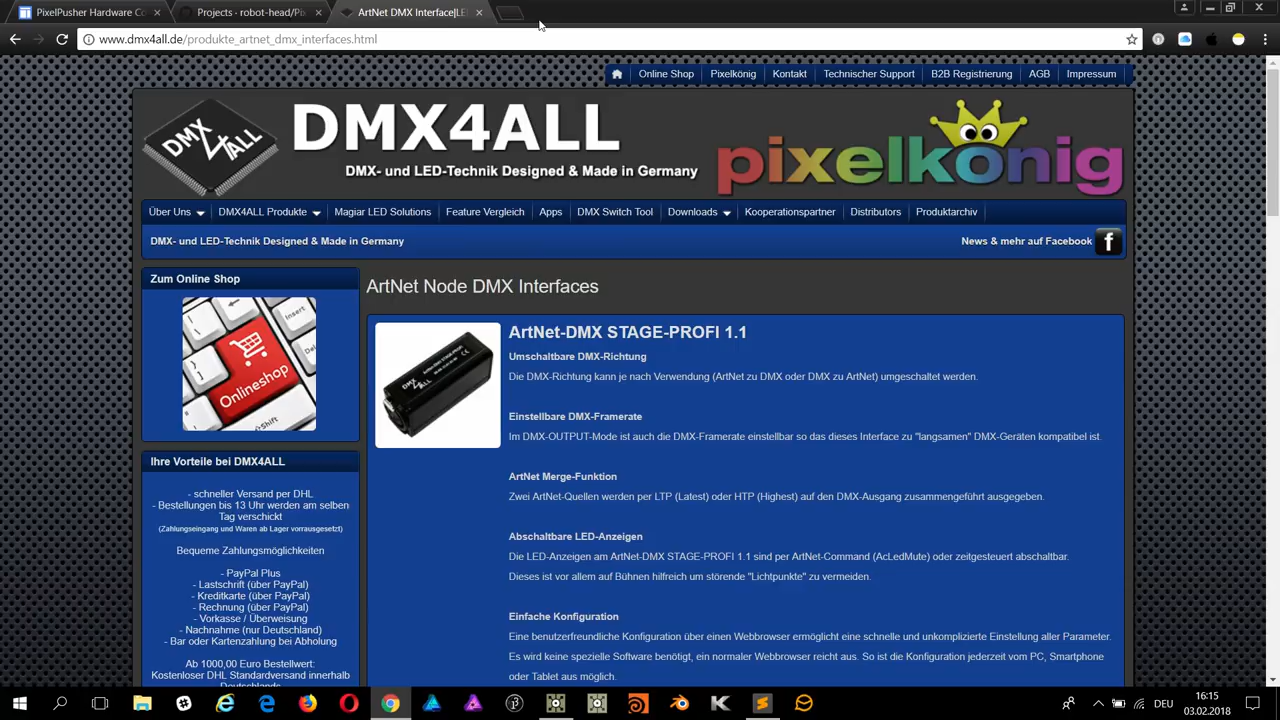 PixelPusher Hardware Co
Projects · robot-head/Pix
ArtNet DMX Interface|LE
www.dmx4all.de/produkte_artnet_dmx_interfaces.html
Online Shop
Pixelkönig
Kontakt
Technischer Support
B2B Registrierung
AGB
Impressum
DMX4ALL
DMX
4ALL
DMX- und LED-Technik Designed & Made in Germany
pixelkönig
Über Uns
DMX4ALL Produkte
Magiar LED Solutions
Feature Vergleich
Apps
DMX Switch Tool
Downloads
Kooperationspartner
Distributors
Produktarchiv
DMX- und LED-Technik Designed & Made in Germany
News & mehr auf Facebook
Zum Online Shop
Onlineshop
Ihre Vorteile bei DMX4ALL
- schneller Versand per DHL
- Bestellungen bis 13 Uhr werden am selben
Tag verschickt
(Zahlungseingang und Waren ab Lager vorrausgesetzt)
Bequeme Zahlungsmöglichkeiten
- PayPal Plus
- Lastschrift (über PayPal)
- Kreditkarte (über PayPal)
- Rechnung (über PayPal)
- Vorkasse / Überweisung
- Nachnahme (nur Deutschland)
- Bar oder Kartenzahlung bei Abholung
Ab 1000,00 Euro Bestellwert:
Kostenloser DHL Standardversand innerhalb
Deutschlands
ArtNet Node DMX Interfaces
ArtNet-DMX STAGE-PROFI 1.1
Umschaltbare DMX-Richtung
Die DMX-Richtung kann je nach Verwendung (ArtNet zu DMX oder DMX zu ArtNet) umgeschaltet werden.
Einstellbare DMX-Framerate
Im DMX-OUTPUT-Mode ist auch die DMX-Framerate einstellbar so das dieses Interface zu "langsamen" DMX-Geräten kompatibel ist.
ArtNet Merge-Funktion
Zwei ArtNet-Quellen werden per LTP (Latest) oder HTP (Highest) auf den DMX-Ausgang zusammengeführt ausgegeben.
Abschaltbare LED-Anzeigen
Die LED-Anzeigen am ArtNet-DMX STAGE-PROFI 1.1 sind per ArtNet-Command (AcLedMute) oder zeitgesteuert abschaltbar.
Dieses ist vor allem auf Bühnen hilfreich um störende "Lichtpunkte" zu vermeiden.
Einfache Konfiguration
Eine benutzerfreundliche Konfiguration über einen Webbrowser ermöglicht eine schnelle und unkomplizierte Einstellung aller Parameter.
Es wird keine spezielle Software benötigt, ein normaler Webbrowser reicht aus. So ist die Konfiguration jederzeit vom PC, Smartphone
oder Tablet aus möglich.
DEU
16:15
03.02.2018